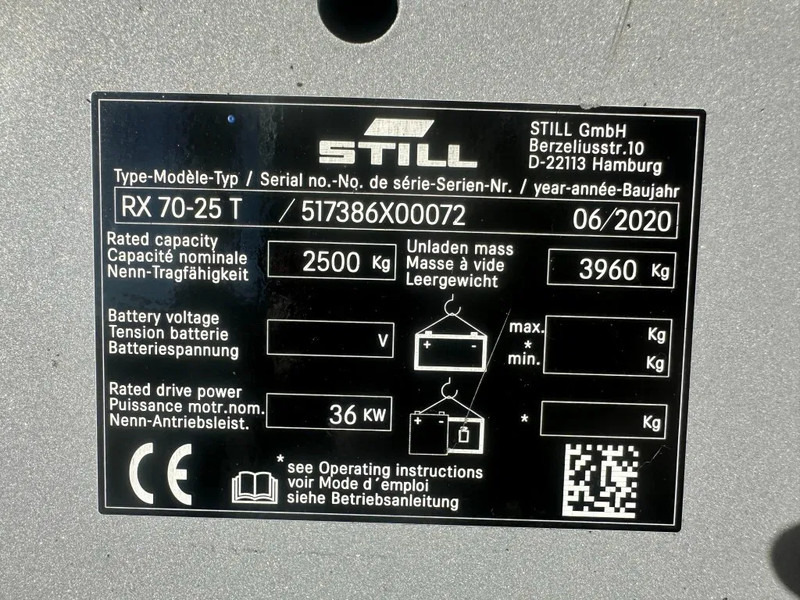 STILL
STILL GmbH
Berzeliusstr.10
D-22113 Hamburg
Type-Modèle-Typ / Serial no.-No. de série-Serien-Nr. / year-année-Baujahr
RX 70-25 T / 517386X00072 06/2020
Rated capacity
Capacité nominale
Nenn-Tragfähigkeit
2500 Kg
Unladen mass
Masse à vide
Leergewicht
3960 Kg
Battery voltage
Tension batterie
Batteriespannung
V
+ -
max.
*
min.
Kg
Kg
Rated drive power
Puissance motr.nom.
Nenn-Antriebsleist.
36 KW
+ -
*
Kg
CE
*see Operating instructions
voir Mode d´emploi
siehe Betriebsanleitung